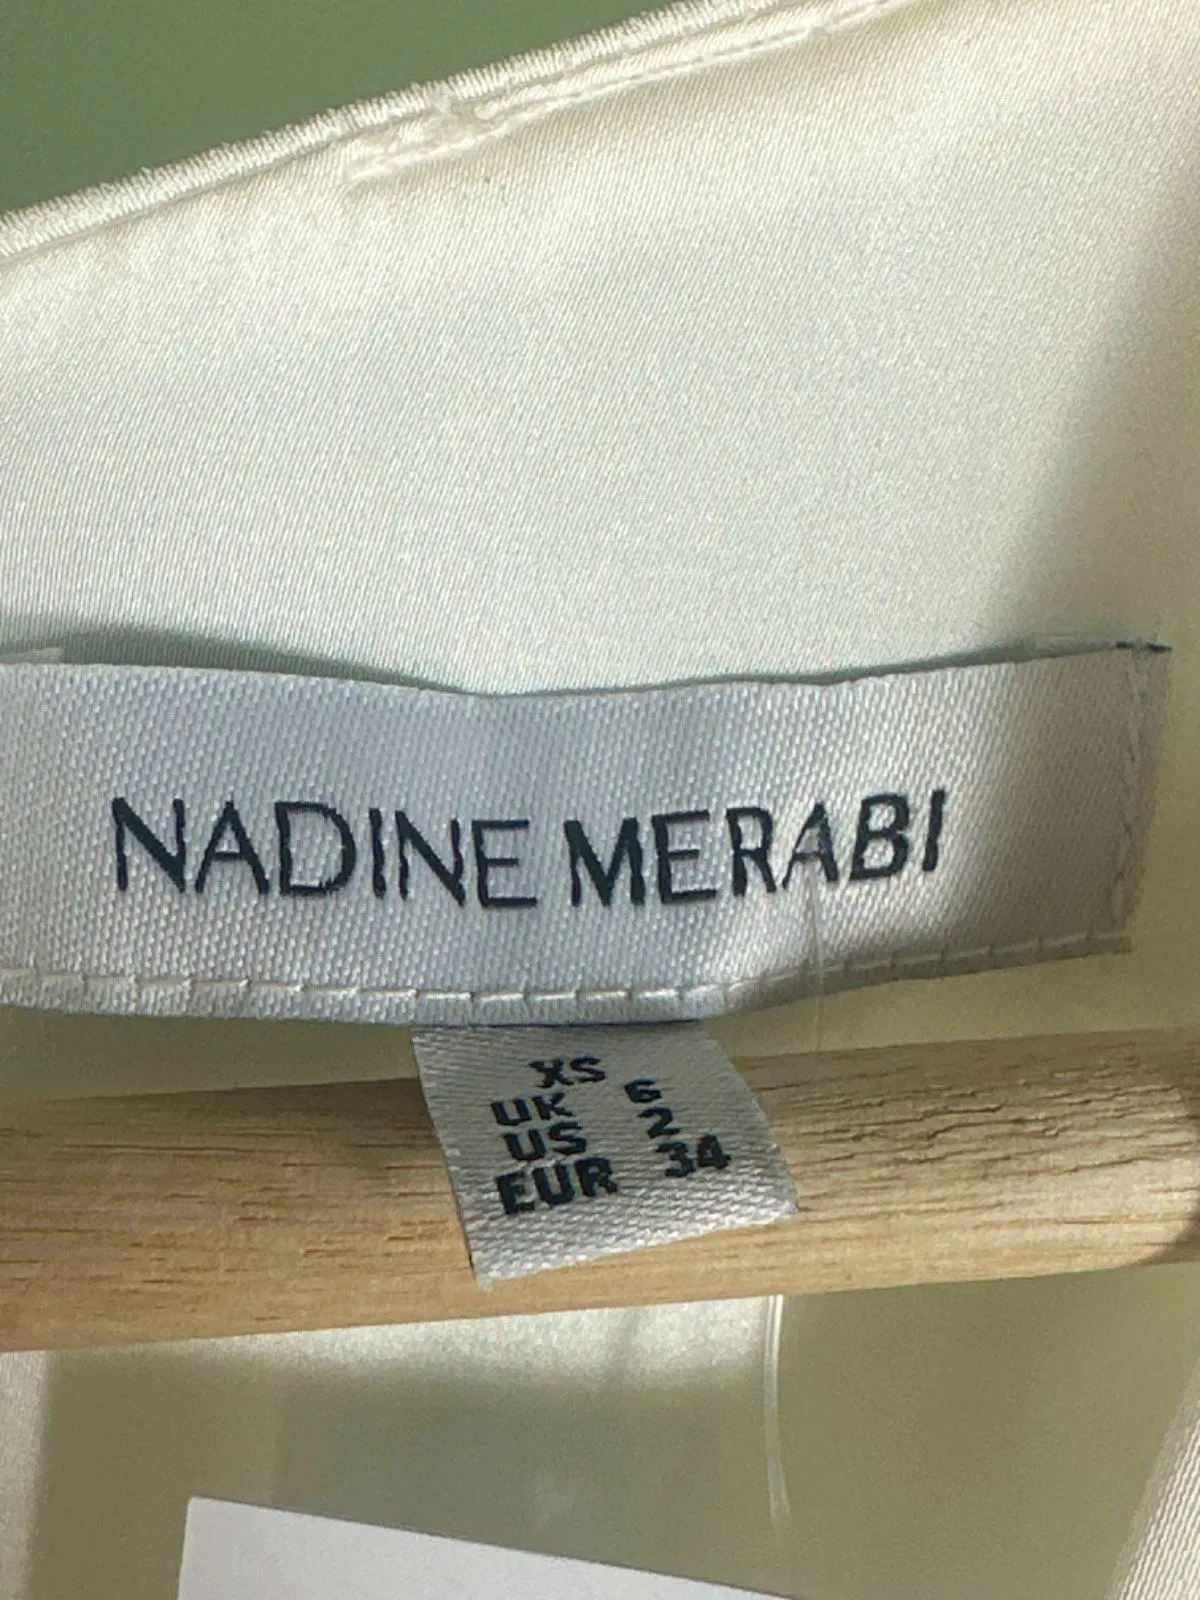 NADINE MERABI
XS
UK 6
US 2
EUR 34